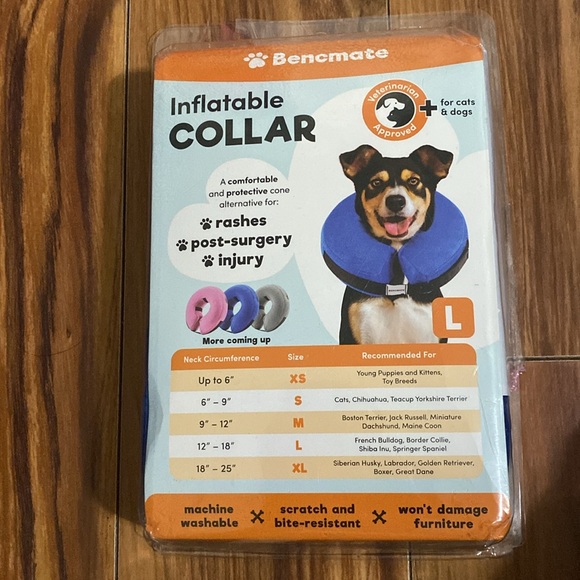 Bencmate
Inflatable
COLLAR
Veterinarian
Approved
+ for cats
& dogs
A comfortable
and protective cone
alternative for:
rashes
post-surgery
injury
More coming up
L
Neck Circumference Size Recommended For
Up to 6" XS Young Puppies and Kittens,
Toy Breeds
6" – 9" S Cats, Chihuahua, Teacup Yorkshire Terrier
9" – 12" M Boston Terrier, Jack Russell, Miniature
Dachshund, Maine Coon
12" – 18" L French Bulldog, Border Collie,
Shiba Inu, Springer Spaniel
18" – 25" XL Siberian Husky, Labrador, Golden Retriever,
Boxer, Great Dane
machine
washable
scratch and
bite-resistant
won't damage
furniture